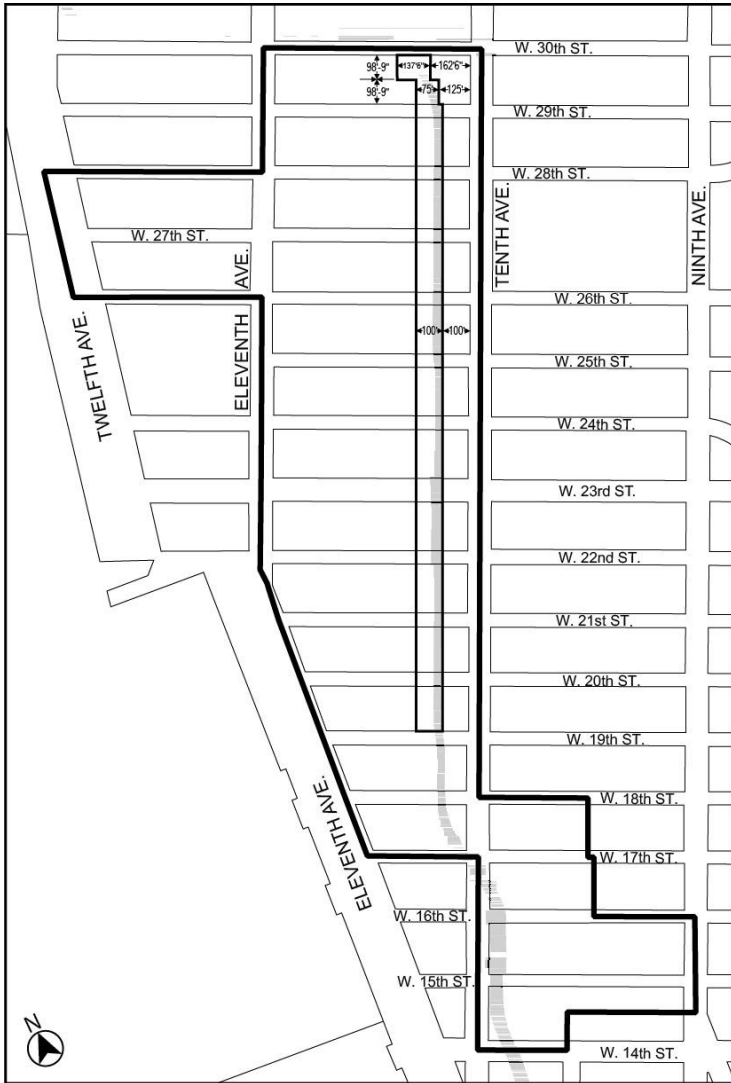 W. 30th ST.
98'-9"
137'6"
162'6"
98'-9"
75'
125'
W. 29th ST.
W. 28th ST.
W. 27th ST.
TENTH AVE.
NINTH AVE.
ELEVENTH AVE.
TWELFTH AVE.
W. 26th ST.
100'
100'
W. 25th ST.
W. 24th ST.
W. 23rd ST.
W. 22nd ST.
W. 21st ST.
W. 20th ST.
W. 19th ST.
W. 18th ST.
ELEVENTH AVE.
W. 17th ST.
W. 16th ST.
W. 15th ST.
W. 14th ST.
N